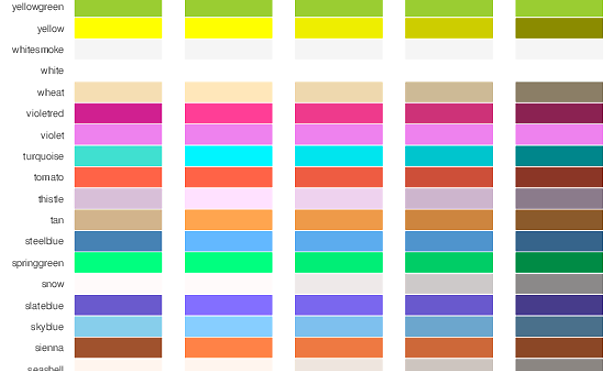 yellowgreen
yellow
whitesmoke
white
wheat
violetred
violet
turquoise
tomato
thistle
tan
steelblue
springgreen
snow
slateblue
skyblue
sienna
seashell